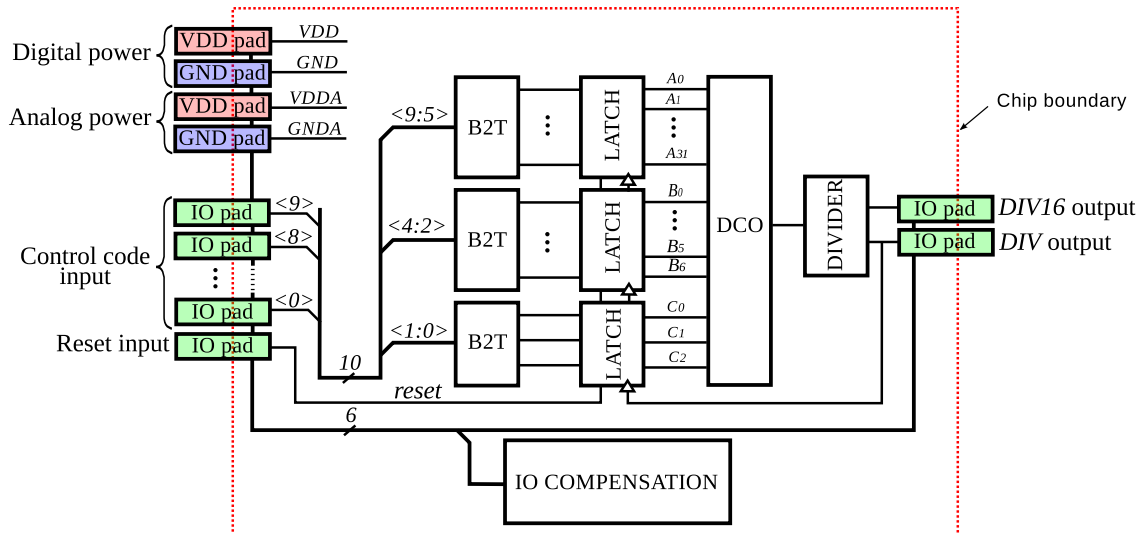 Digital power
VDD pad
VDD
GND pad
GND
Analog power
VDD pad
VDDA
GND pad
GNDA
Chip boundary
Control code
input
IO pad
<9>
IO pad
<8>
IO pad
<0>
Reset input
IO pad
<9:5>
B2T
LATCH
A0
A1
A31
<4:2>
B2T
LATCH
B0
B5
B6
<1:0>
B2T
LATCH
C0
C1
C2
DCO
DIVIDER
IO pad
DIV16 output
IO pad
DIV output
10
reset
6
IO COMPENSATION